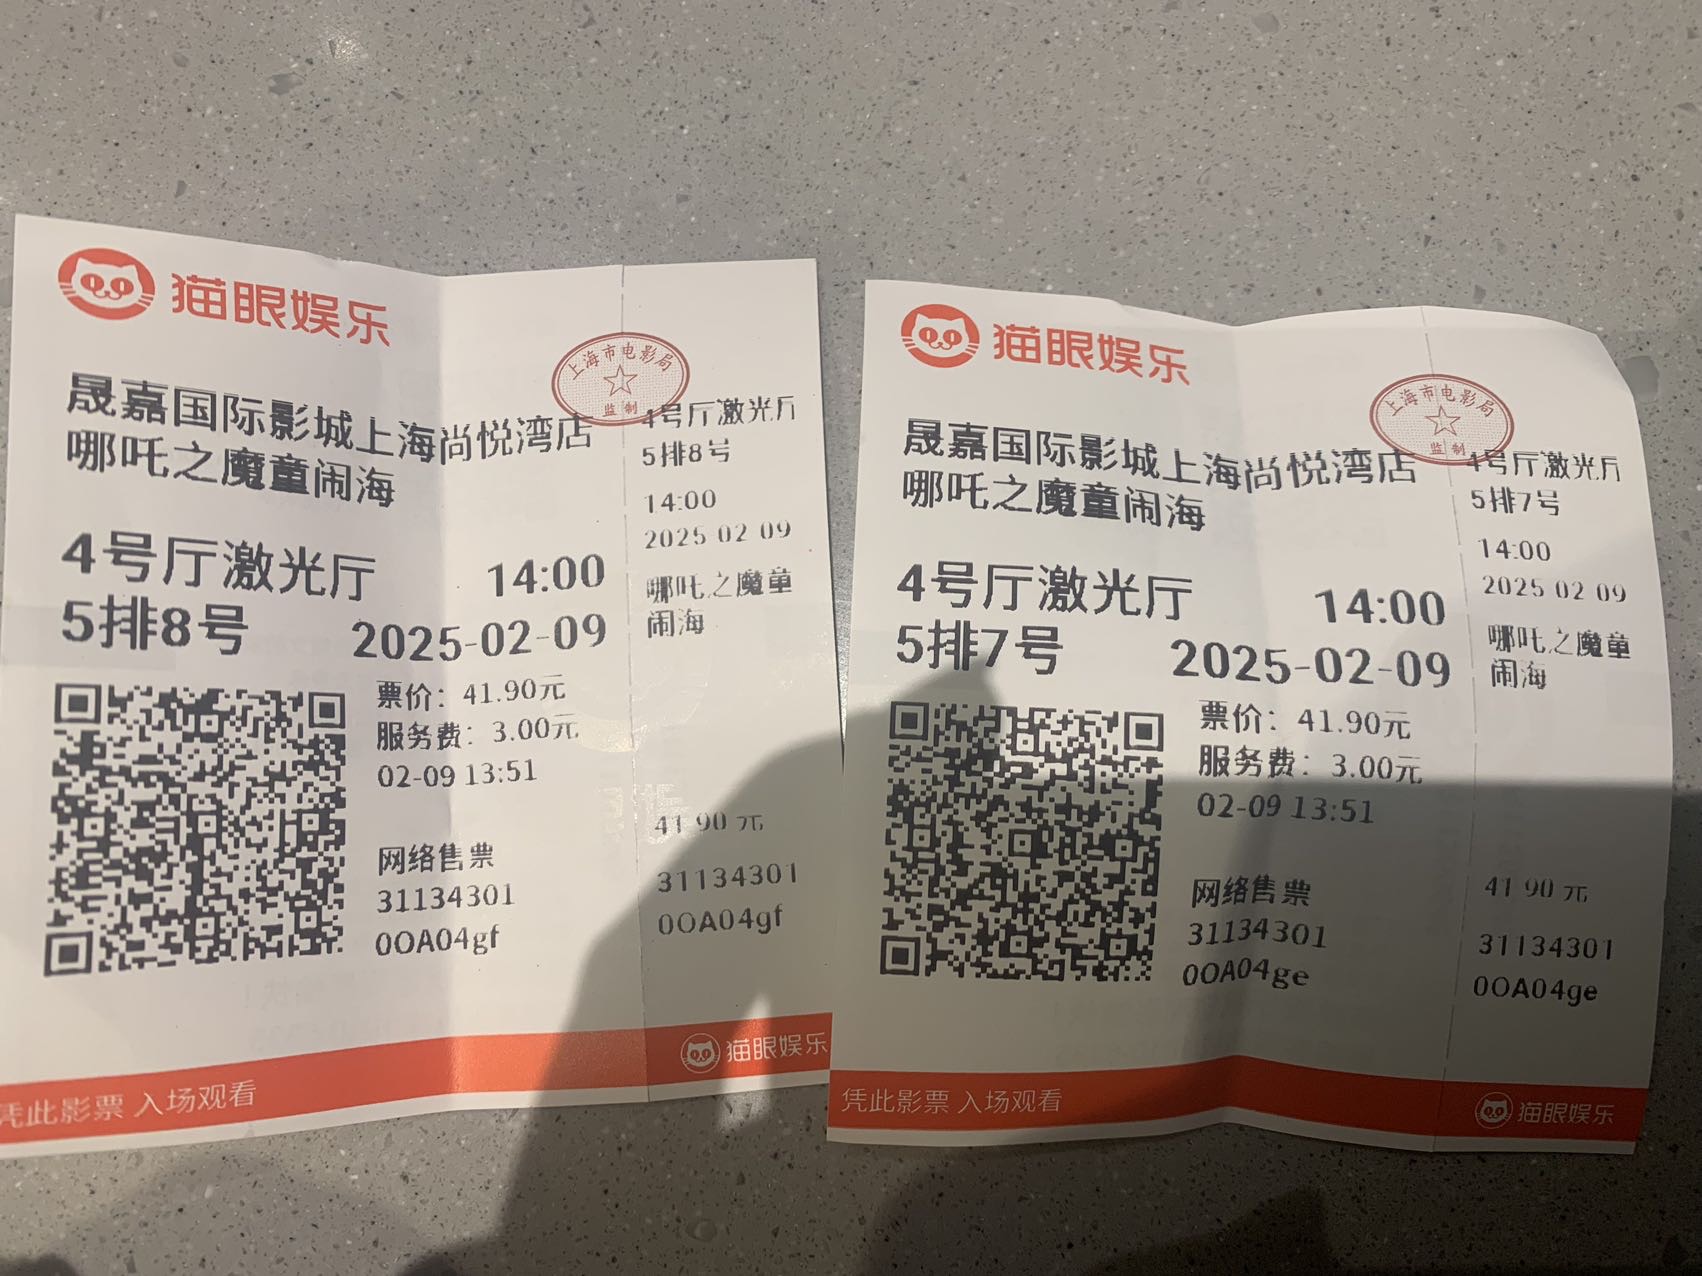 猫眼娱乐
上海市电影局
监制
晟嘉国际影城上海尚悦湾店
哪吒之魔童闹海
4号厅激光厅
14:00
5排8号
2025-02-09
票价：41.90元
服务费：3.00元
02-09 13:51
网络售票
31134301
0OA04gf
4号厅激光厅
5排8号
14:00
2025 02 09
哪吒之魔童
闹海
41 90 元
31134301
0OA04gf
凭此影票 入场观看
猫眼娱乐
猫眼娱乐
上海市电影局
监制
晟嘉国际影城上海尚悦湾店
哪吒之魔童闹海
4号厅激光厅
14:00
5排7号
2025-02-09
票价：41.90元
服务费：3.00元
02-09 13:51
网络售票
31134301
0OA04ge
4号厅激光厅
5排7号
14:00
2025 02 09
哪吒之魔童
闹海
41 90 元
31134301
0OA04ge
凭此影票 入场观看
猫眼娱乐